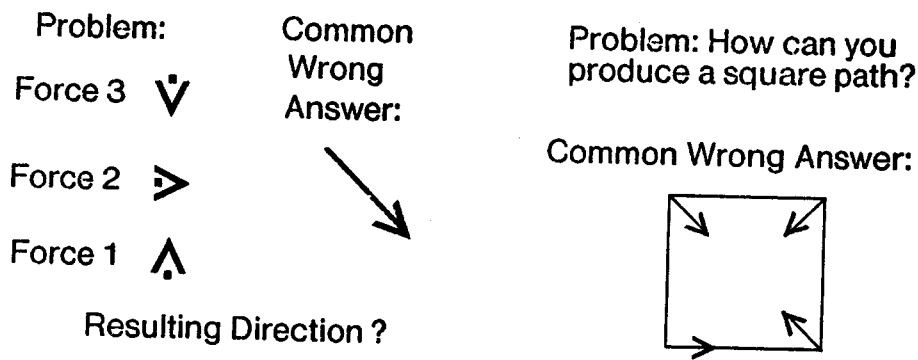 Problem:
Force 3
Force 2
Force 1
Resulting Direction ?
Common
Wrong
Answer:
Problem: How can you
produce a square path?
Common Wrong Answer: